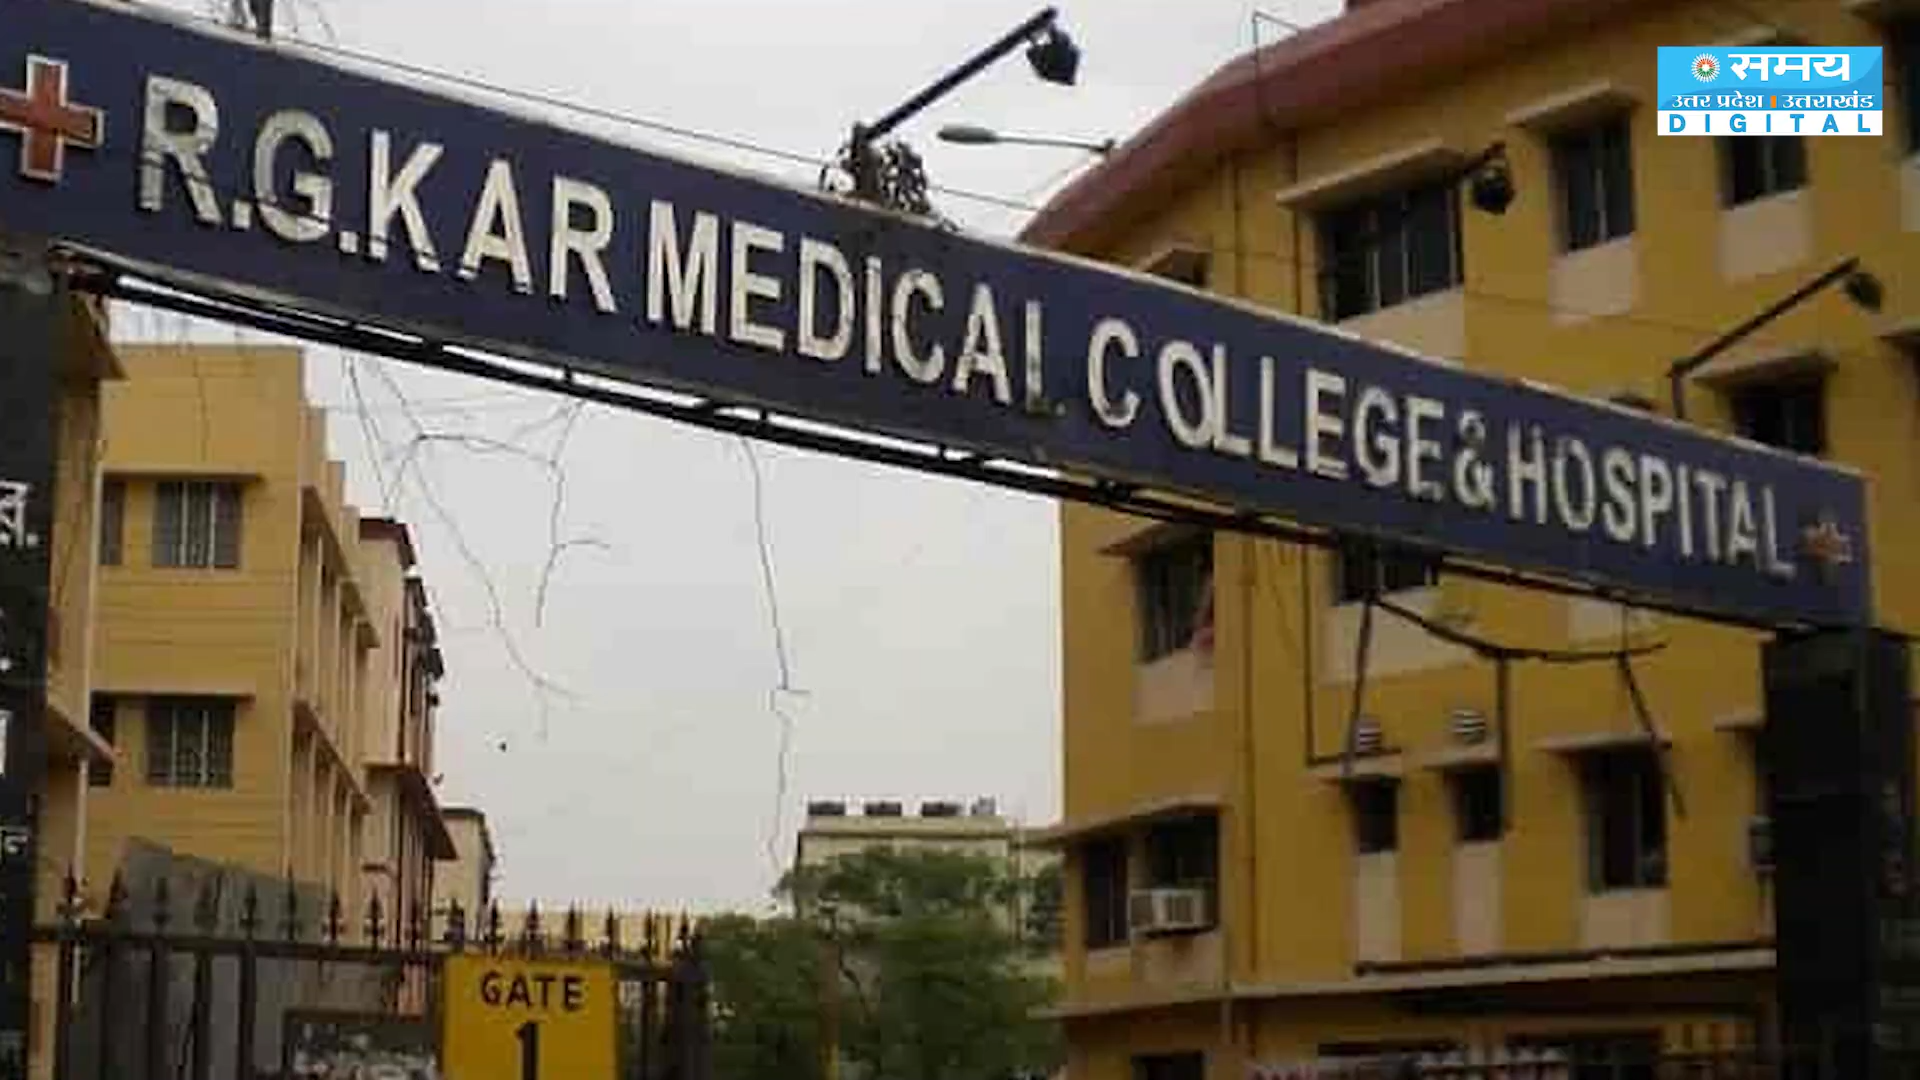 R.G.KAR MEDICAL COLLEGE & HOSPITAL
समय
उत्तर प्रदेश | उत्तराखंड
DIGITAL
GATE
1